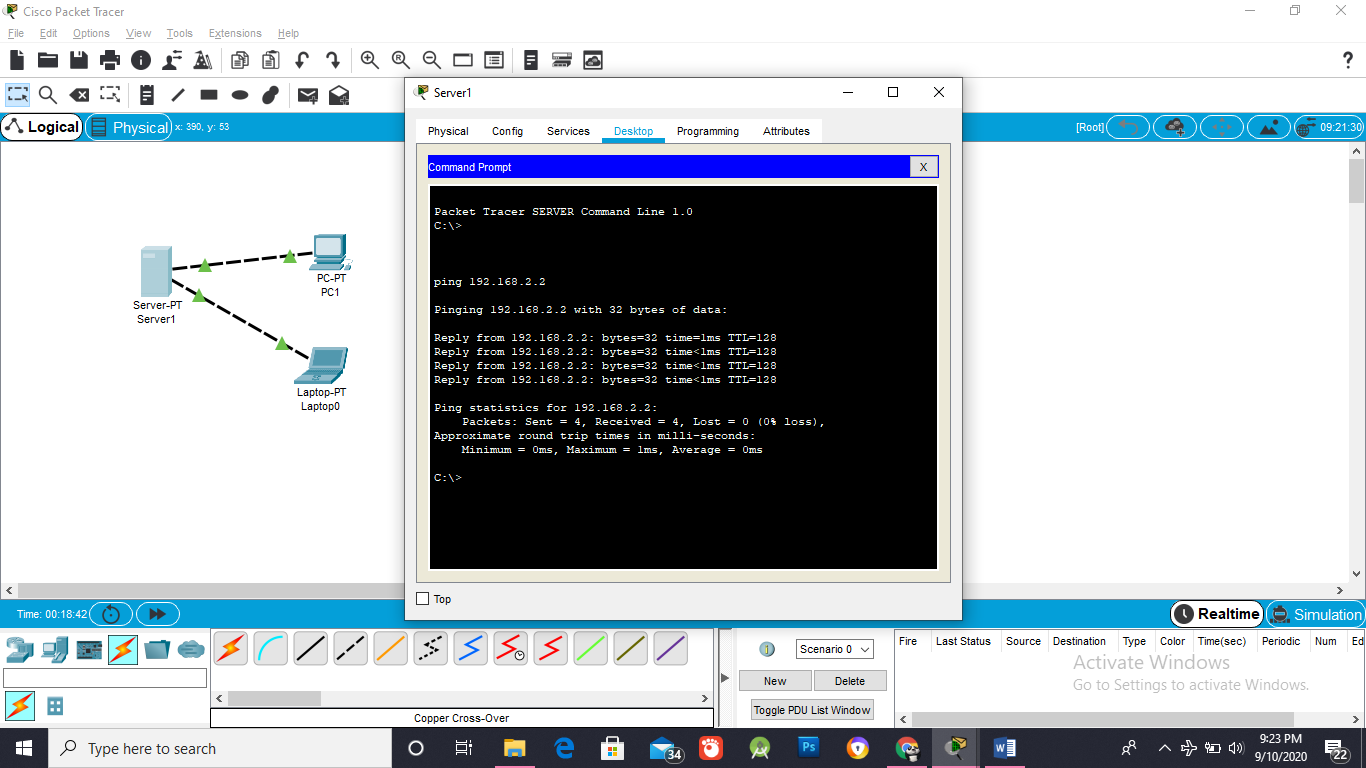 Cisco Packet Tracer
File Edit Options View Tools Extensions Help
?
Logical Physical x: 390, y: 53
[Root] 09:21:30
Server-PT
Server1
PC-PT
PC1
Laptop-PT
Laptop0
Server1
Physical Config Services Desktop Programming Attributes
Command Prompt X
Packet Tracer SERVER Command Line 1.0
C:\>
ping 192.168.2.2
Pinging 192.168.2.2 with 32 bytes of data:
Reply from 192.168.2.2: bytes=32 time=1ms TTL=128
Reply from 192.168.2.2: bytes=32 time<1ms TTL=128
Reply from 192.168.2.2: bytes=32 time<1ms TTL=128
Reply from 192.168.2.2: bytes=32 time<1ms TTL=128
Ping statistics for 192.168.2.2:
Packets: Sent = 4, Received = 4, Lost = 0 (0% loss),
Approximate round trip times in milli-seconds:
Minimum = 0ms, Maximum = 1ms, Average = 0ms
C:\>
Top
Time: 00:18:42
Realtime Simulation
Scenario 0
New Delete
Toggle PDU List Window
Fire Last Status Source Destination Type Color Time(sec) Periodic Num Ed
Activate Windows
Go to Settings to activate Windows.
Copper Cross-Over
Type here to search
34
Ps
W
9:23 PM
9/10/2020
22